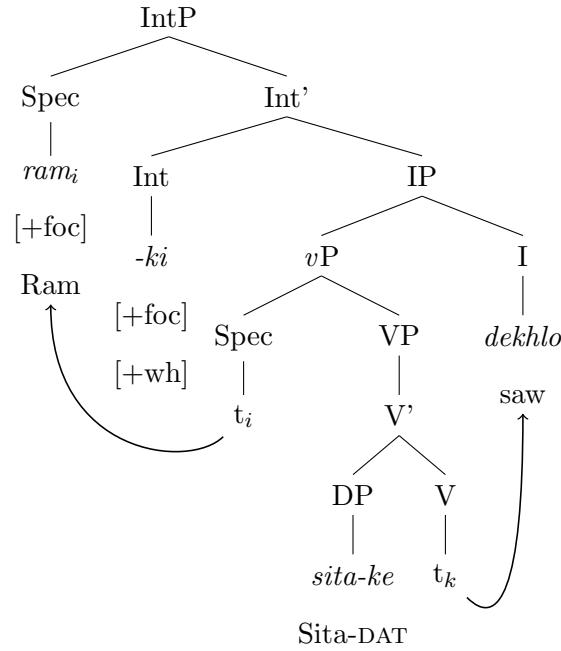 IntP
Spec Int'
ram_i Int IP
[+foc] -ki vP I
Ram [+foc] Spec VP dekhlo
[+wh] t_i V' saw
DP V
sita-ke t_k
Sita-DAT